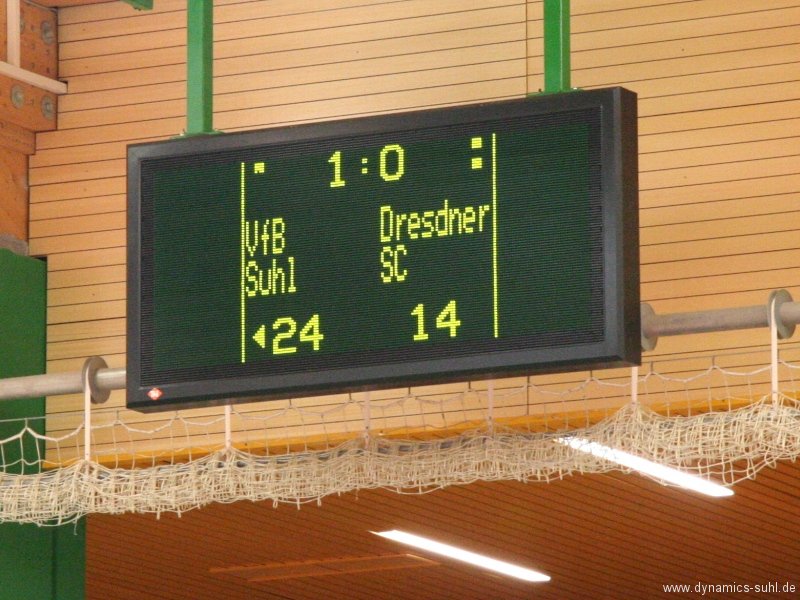 1:0
VfB Dresdner
Suhl SC
24 14
www.dynamics-suhl.de